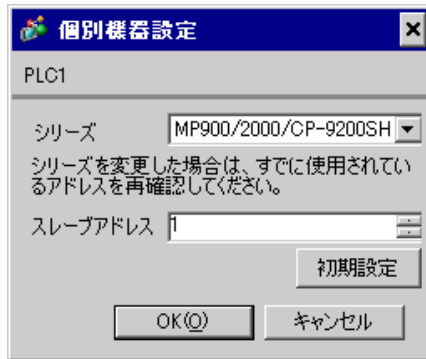 個別機器設定
PLC1
シリーズ MP900/2000/CP-9200SH
シリーズを変更した場合は、すでに使用されてい
るアドレスを再確認してください。
スレーブアドレス 1
初期設定
OK(O) キャンセル